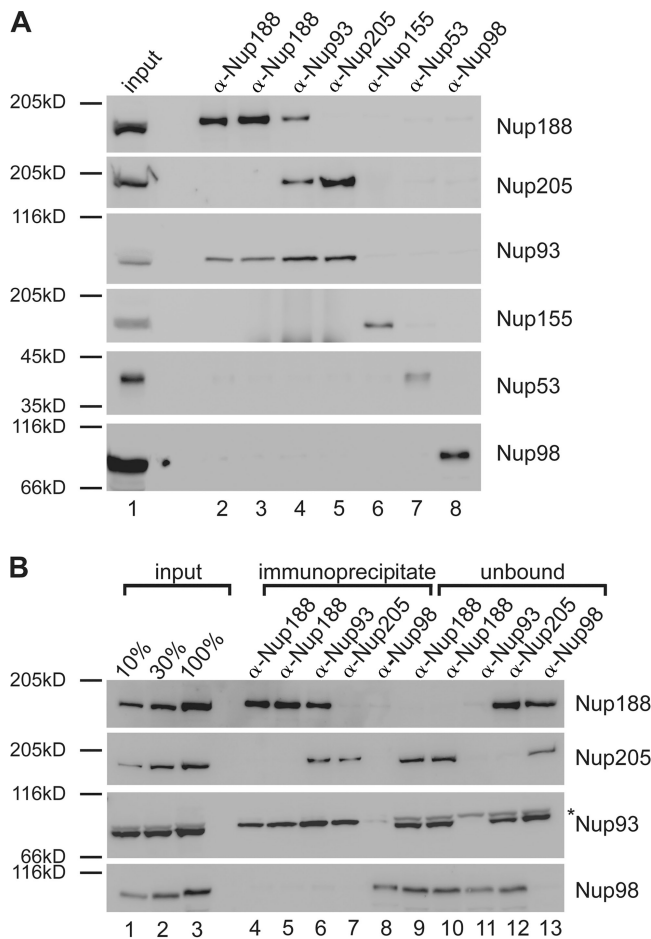 A
input α-Nup188 α-Nup188 α-Nup93 α-Nup205 α-Nup155 α-Nup53 α-Nup98
205kD
Nup188
205kD
Nup205
116kD
Nup93
205kD
Nup155
45kD
Nup53
35kD
116kD
Nup98
66kD
1 2 3 4 5 6 7 8
B
input immunoprecipitate unbound
10% 30% 100% α-Nup188 α-Nup188 α-Nup93 α-Nup205 α-Nup98 α-Nup188 α-Nup188 α-Nup93 α-Nup205 α-Nup98
205kD
Nup188
205kD
Nup205
116kD
*
Nup93
66kD
116kD
Nup98
1 2 3 4 5 6 7 8 9 10 11 12 13